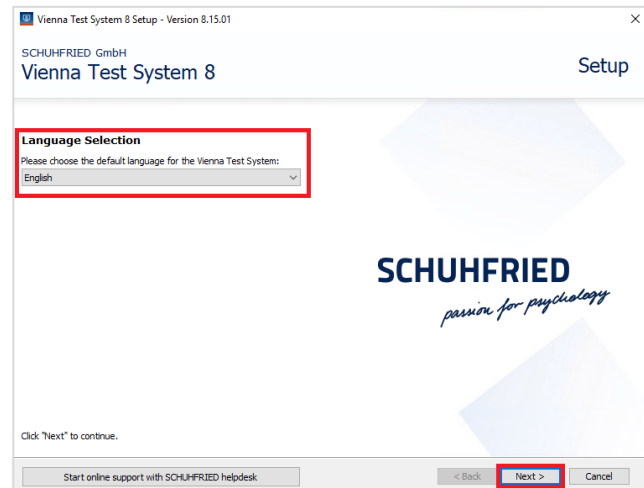 Vienna Test System 8 Setup - Version 8.15.01
SCHUHFRIED GmbH
Vienna Test System 8
Setup
Language Selection
Please choose the default language for the Vienna Test System:
English
SCHUHFRIED
passion for psychology
Click "Next" to continue.
Start online support with SCHUHFRIED helpdesk
< Back
Next >
Cancel